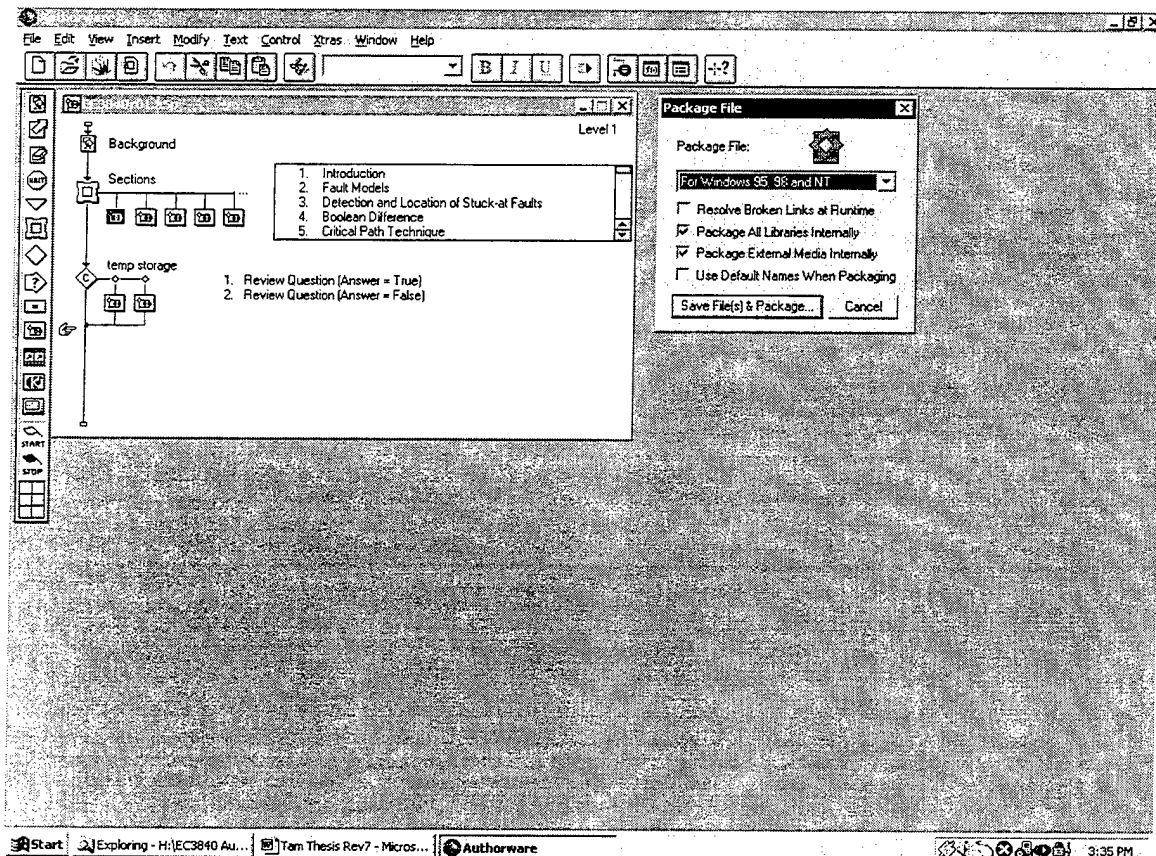 File Edit View Insert Modify Text Control Xtras Window Help
B I U
Level 1
Background
Sections
1. Introduction
2. Fault Models
3. Detection and Location of Stuck-at Faults
4. Boolean Difference
5. Critical Path Technique
temp storage
C
1. Review Question (Answer = True)
2. Review Question (Answer = False)
WAIT
START
STOP
Package File
Package File:
For Windows 95, 98 and NT
Resolve Broken Links at Runtime
Package All Libraries Internally
Package External Media Internally
Use Default Names When Packaging
Save File(s) & Package... Cancel
Start Exploring - H:\EC3840 Au... Tam Thesis Rev7 - Micros... Authorware 3:35 PM